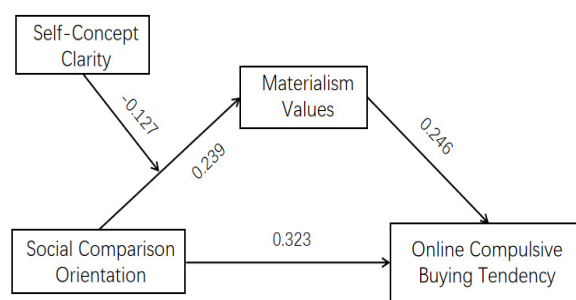 Self-Concept
Clarity
-0.127
Materialism
Values
0.239
0.246
Social Comparison
Orientation
0.323
Online Compulsive
Buying Tendency